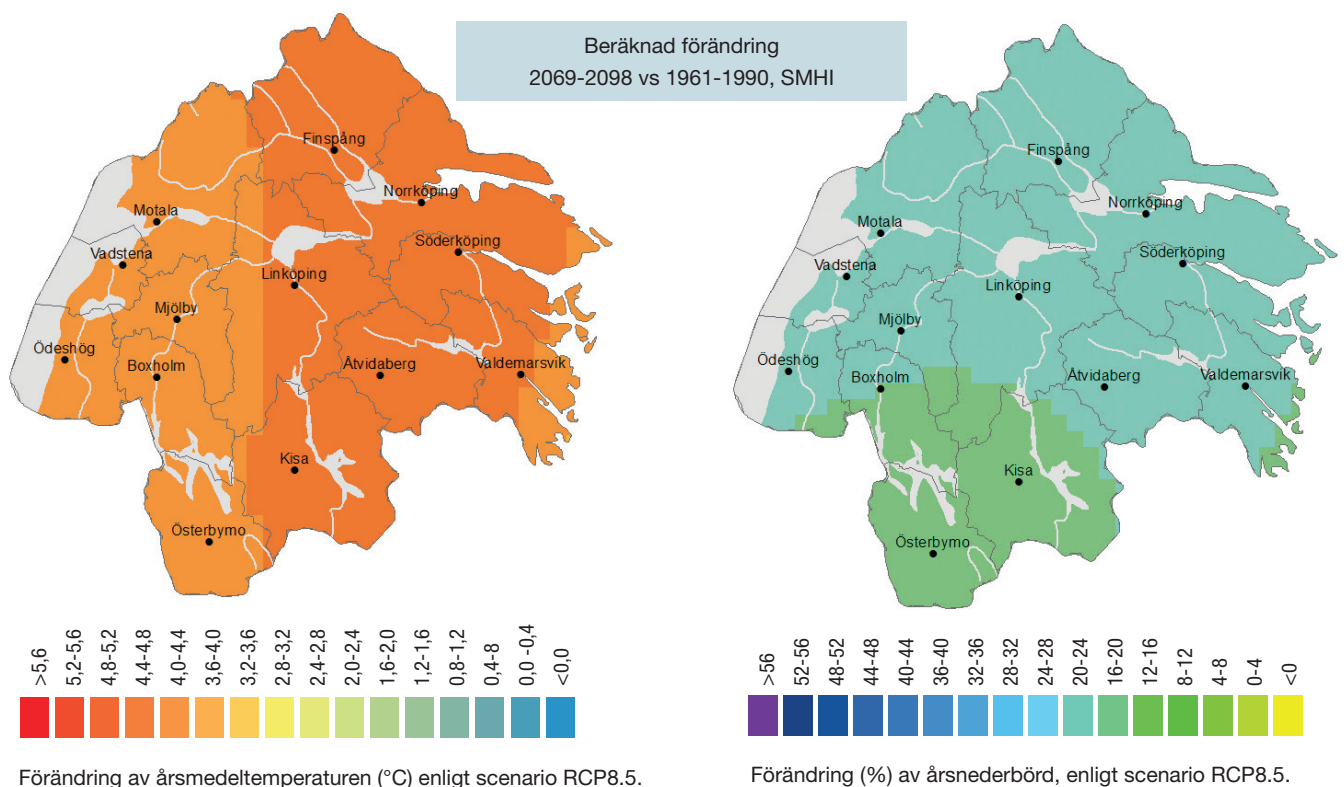 Beräknad förändring
2069-2098 vs 1961-1990, SMHI
Finspång
Norrköping
Motala
Söderköping
Vadstena
Linköping
Mjölby
Ödeshög
Boxholm
Åtvidaberg
Valdemarsvik
Kisa
Österbymo
Finspång
Norrköping
Motala
Söderköping
Vadstena
Linköping
Mjölby
Ödeshög
Boxholm
Åtvidaberg
Valdemarsvik
Kisa
Österbymo
>5,6
5,2-5,6
4,8-5,2
4,4-4,8
4,0-4,4
3,6-4,0
3,2-3,6
2,8-3,2
2,4-2,8
2,0-2,4
1,6-2,0
1,2-1,6
0,8-1,2
0,4-8
0,0 -0,4
<0,0
Förändring av årsmedeltemperaturen (°C) enligt scenario RCP8.5.
>56
52-56
48-52
44-48
40-44
36-40
32-36
28-32
24-28
20-24
16-20
12-16
8-12
4-8
0-4
<0
Förändring (%) av årsnederbörd, enligt scenario RCP8.5.